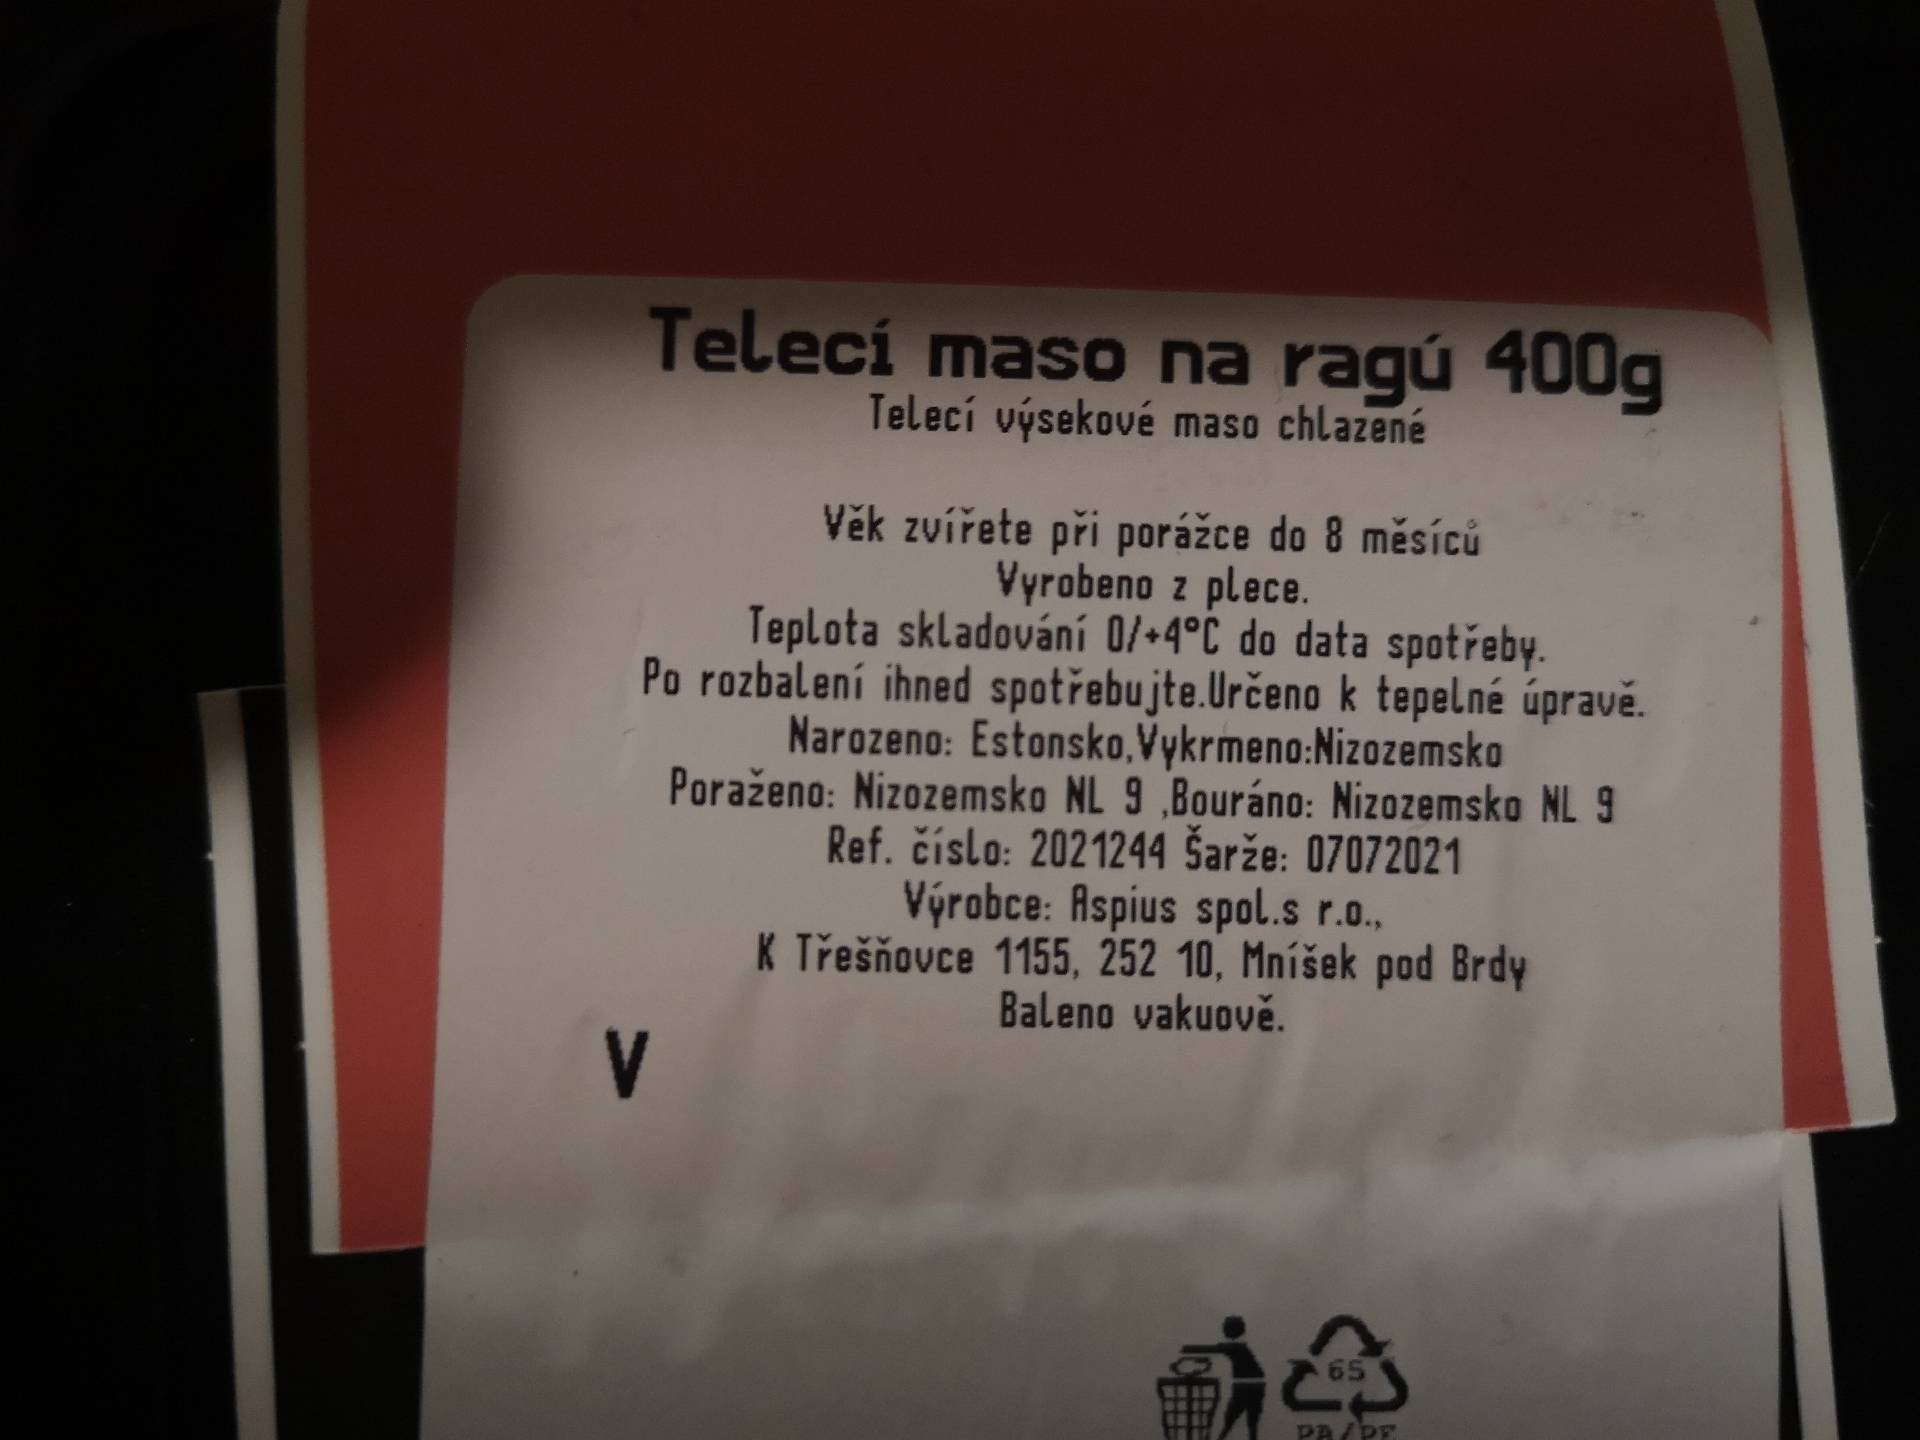 Telecí maso na ragú 400g
Telecí výsekové maso chlazené
Věk zvířete při porážce do 8 měsíců
Vyrobeno z plece.
Teplota skladování 0/+4°C do data spotřeby.
Po rozbalení ihned spotřebujte.Určeno k tepelné úpravě.
Narozeno: Estonsko,Vykrmeno:Nizozemsko
Poraženo: Nizozemsko NL 9 ,Bouráno: Nizozemsko NL 9
Ref. číslo: 2021244 Šarže: 07072021
Výrobce: Aspius spol.s r.o.,
K Třešňovce 1155, 252 10, Mníšek pod Brdy
Baleno vakuově.
V
65
PA/PE